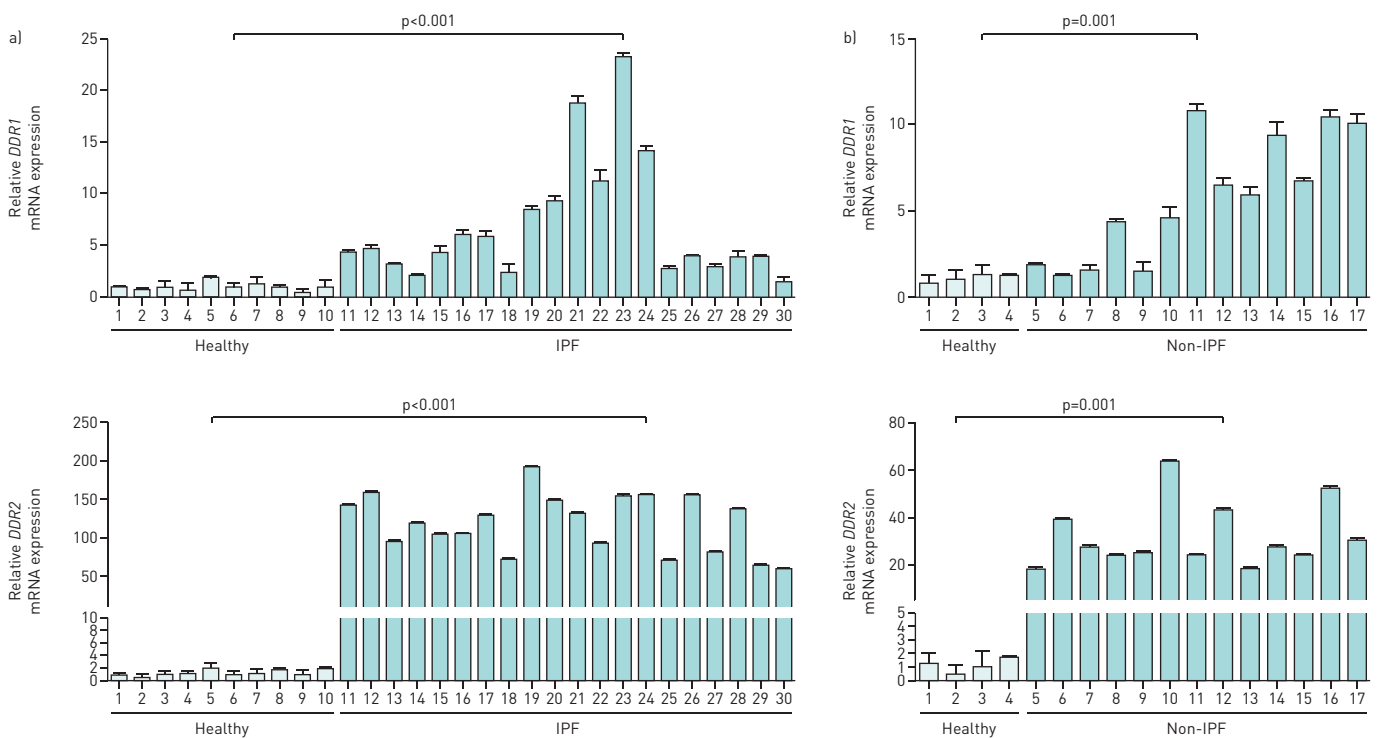 a)
p<0.001
Relative DDR1
mRNA expression
25
20
15
10
5
0
1 2 3 4 5 6 7 8 9 10 11 12 13 14 15 16 17 18 19 20 21 22 23 24 25 26 27 28 29 30
Healthy IPF
b)
p=0.001
Relative DDR1
mRNA expression
15
10
5
0
1 2 3 4 5 6 7 8 9 10 11 12 13 14 15 16 17
Healthy Non-IPF
p<0.001
Relative DDR2
mRNA expression
250
200
150
100
50
10
8
6
4
2
0
1 2 3 4 5 6 7 8 9 10 11 12 13 14 15 16 17 18 19 20 21 22 23 24 25 26 27 28 29 30
Healthy IPF
p=0.001
Relative DDR2
mRNA expression
80
60
40
20
5
4
3
2
1
0
1 2 3 4 5 6 7 8 9 10 11 12 13 14 15 16 17
Healthy Non-IPF